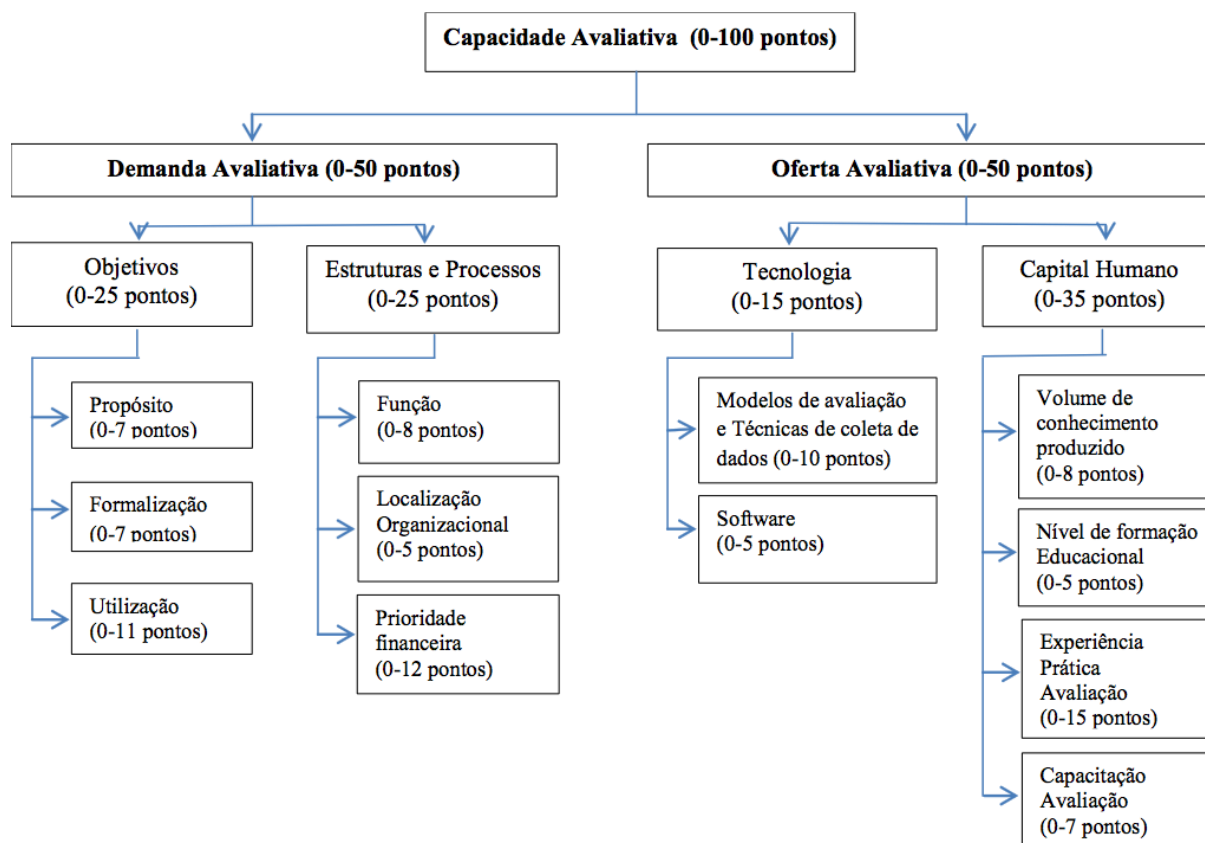 Capacidade Avaliativa (0-100 pontos)
Demanda Avaliativa (0-50 pontos)
Oferta Avaliativa (0-50 pontos)
Objetivos
(0-25 pontos)
Estruturas e Processos
(0-25 pontos)
Tecnologia
(0-15 pontos)
Capital Humano
(0-35 pontos)
Propósito
(0-7 pontos)
Formalização
(0-7 pontos)
Utilização
(0-11 pontos)
Função
(0-8 pontos)
Localização
Organizacional
(0-5 pontos)
Prioridade
financeira
(0-12 pontos)
Modelos de avaliação
e Técnicas de coleta de
dados (0-10 pontos)
Software
(0-5 pontos)
Volume de
conhecimento
produzido
(0-8 pontos)
Nível de formação
Educacional
(0-5 pontos)
Experiência
Prática
Avaliação
(0-15 pontos)
Capacitação
Avaliação
(0-7 pontos)